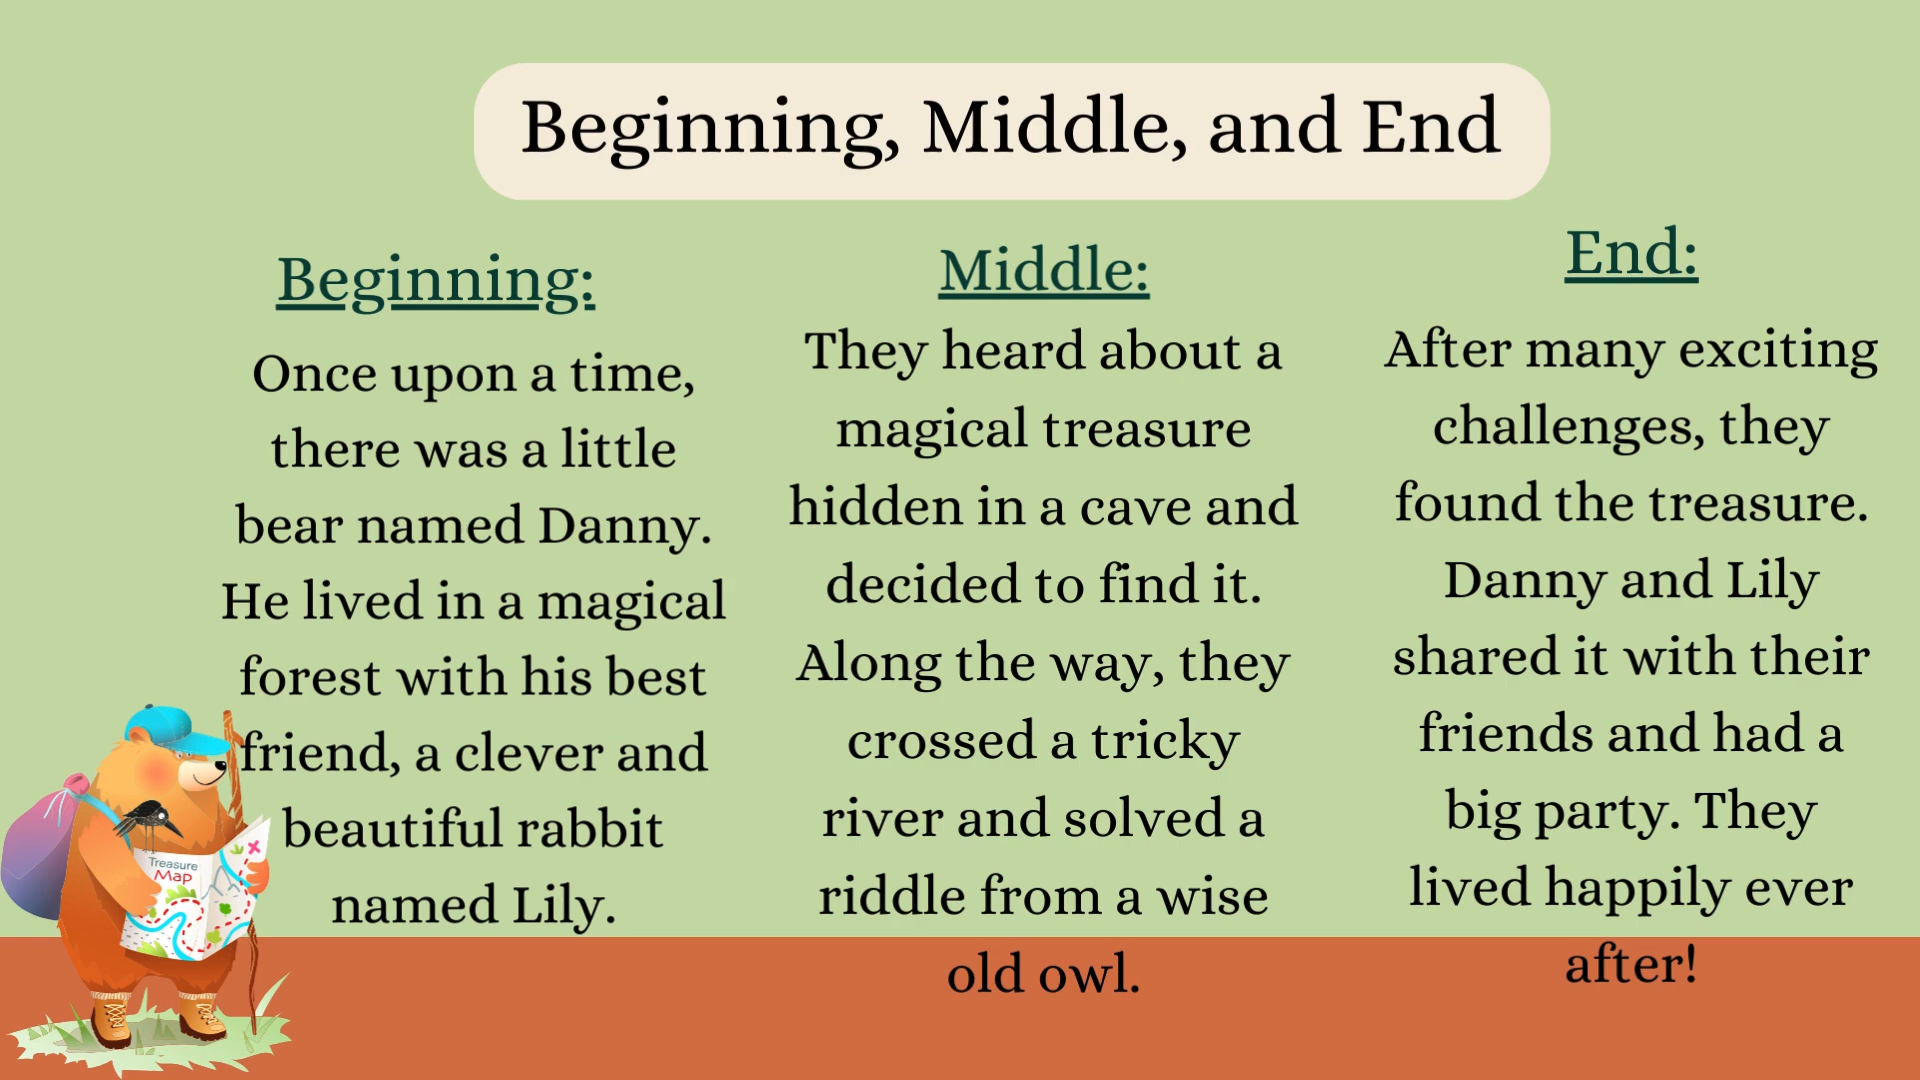 Beginning, Middle, and End
Beginning:
Once upon a time,
there was a little
bear named Danny.
He lived in a magical
forest with his best
friend, a clever and
beautiful rabbit
named Lily.
Middle:
They heard about a
magical treasure
hidden in a cave and
decided to find it.
Along the way, they
crossed a tricky
river and solved a
riddle from a wise
old owl.
End:
After many exciting
challenges, they
found the treasure.
Danny and Lily
shared it with their
friends and had a
big party. They
lived happily ever
after!
Treasure
Map